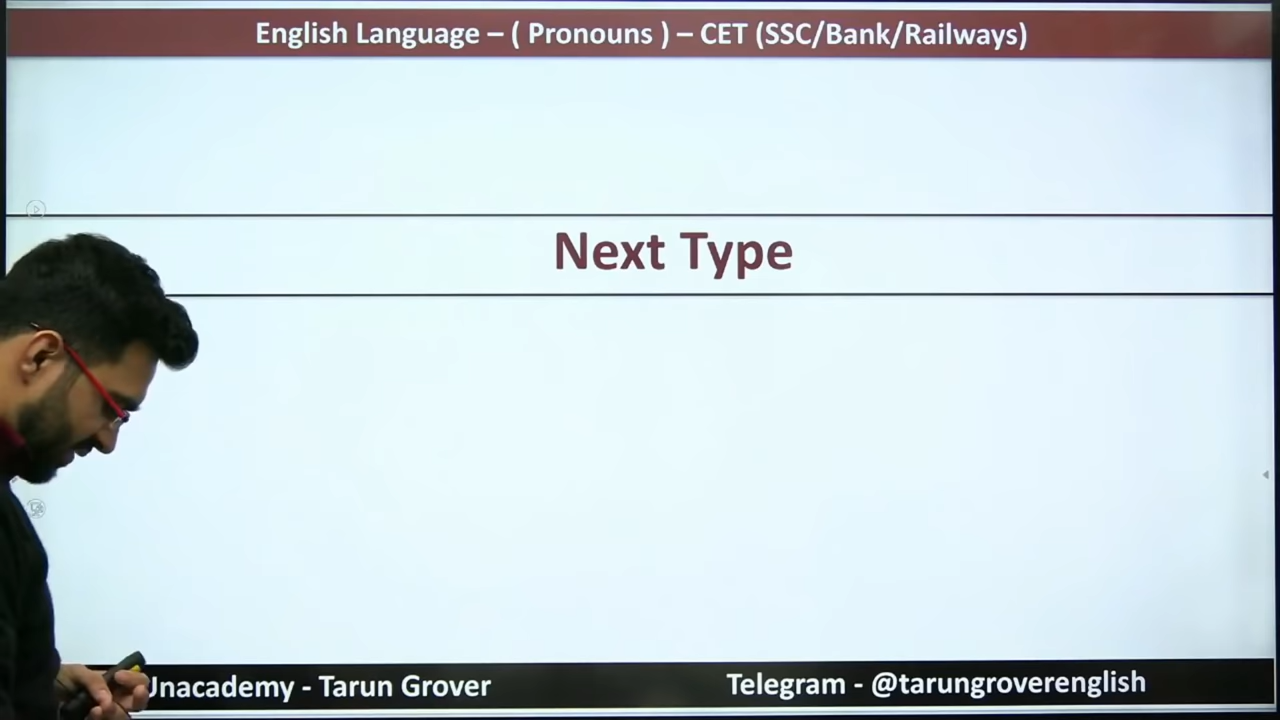 English Language – ( Pronouns ) – CET (SSC/Bank/Railways)
Next Type
Unacademy - Tarun Grover
Telegram - @tarungroverenglish